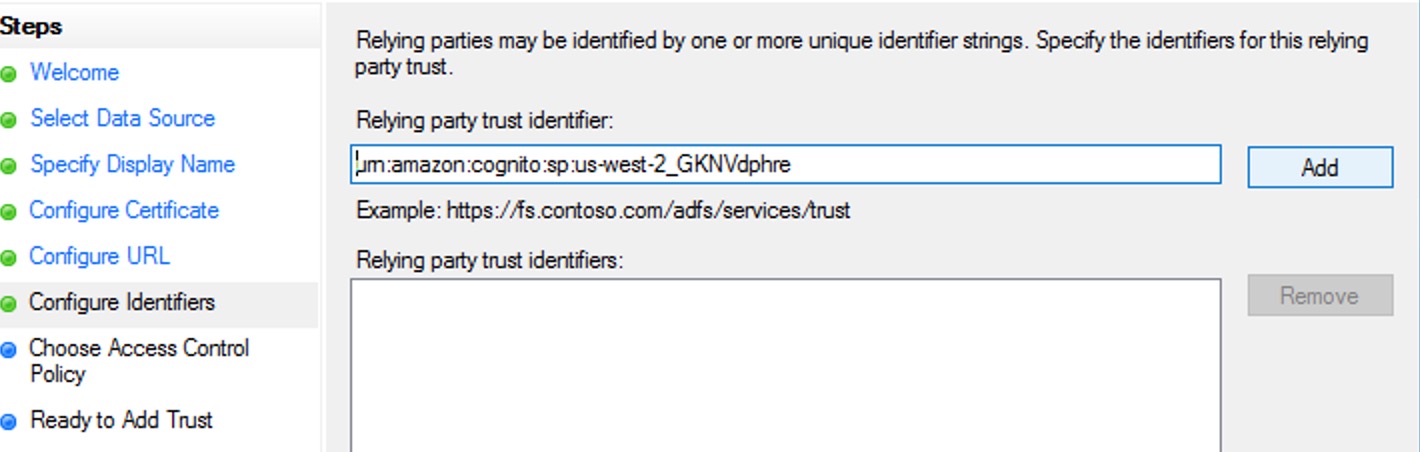 Steps
Welcome
Select Data Source
Specify Display Name
Configure Certificate
Configure URL
Configure Identifiers
Choose Access Control
Policy
Ready to Add Trust
Relying parties may be identified by one or more unique identifier strings. Specify the identifiers for this relying
party trust.
Relying party trust identifier:
urn:amazon:cognito:sp:us-west-2_GKNVdphre
Add
Example: https://fs.contoso.com/adfs/services/trust
Relying party trust identifiers:
Remove